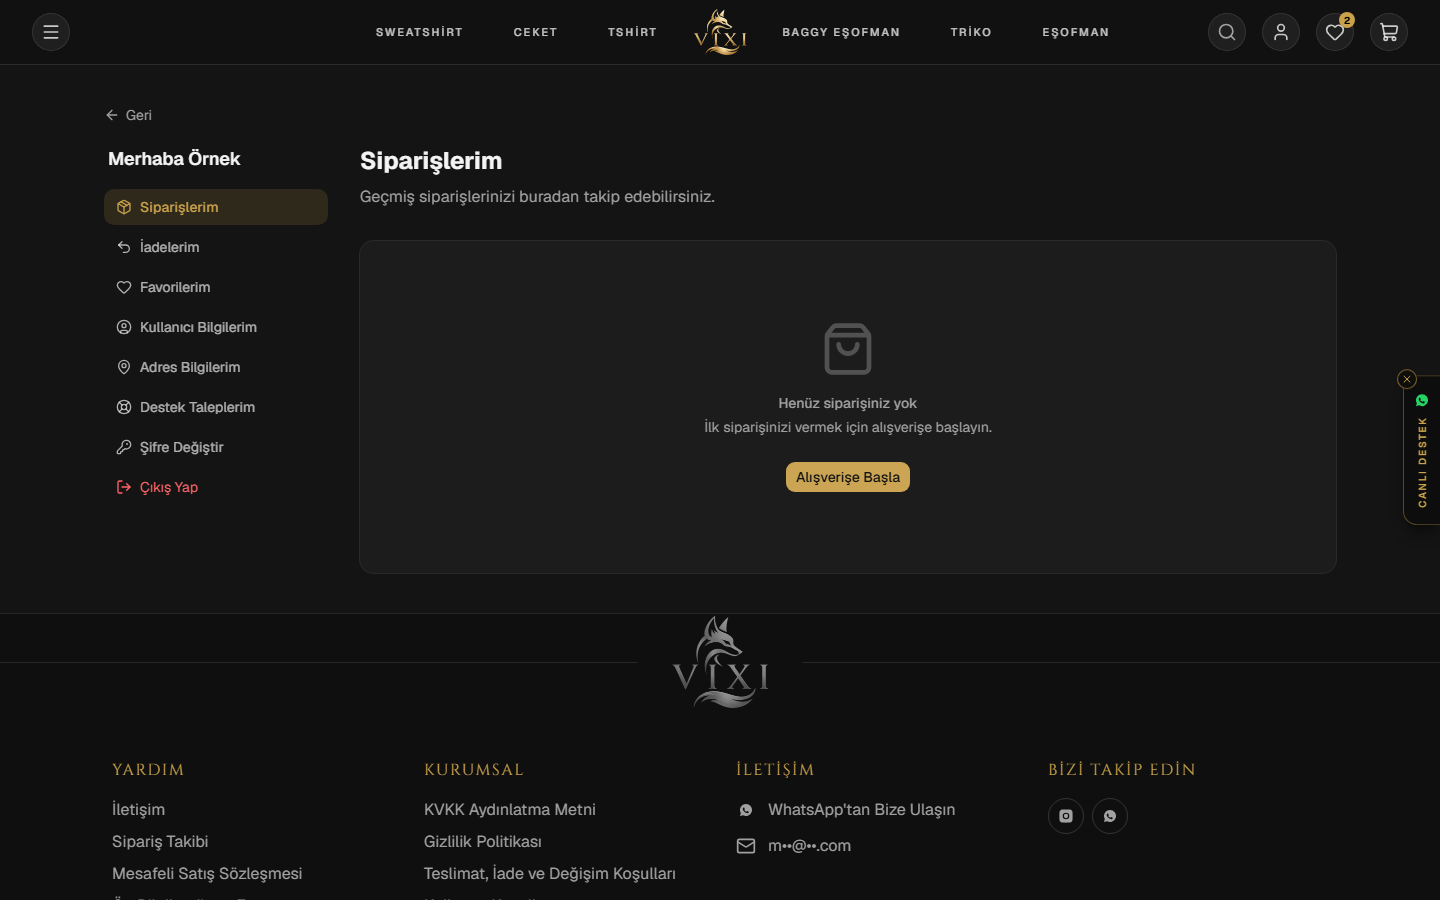 SWEATSHİRT
CEKET
TSHİRT
VIXI
BAGGY EŞOFMAN
TRİKO
EŞOFMAN
2
Geri
Merhaba Örnek
Siparişlerim
İadelerim
Favorilerim
Kullanıcı Bilgilerim
Adres Bilgilerim
Destek Taleplerim
Şifre Değiştir
Çıkış Yap
Siparişlerim
Geçmiş siparişlerinizi buradan takip edebilirsiniz.
Henüz siparişiniz yok
İlk siparişinizi vermek için alışverişe başlayın.
Alışverişe Başla
CANLI DESTEK
VIXI
YARDIM
İletişim
Sipariş Takibi
Mesafeli Satış Sözleşmesi
KURUMSAL
KVKK Aydınlatma Metni
Gizlilik Politikası
Teslimat, İade ve Değişim Koşulları
İLETİŞİM
WhatsApp'tan Bize Ulaşın
m••@••.com
BİZİ TAKİP EDİN